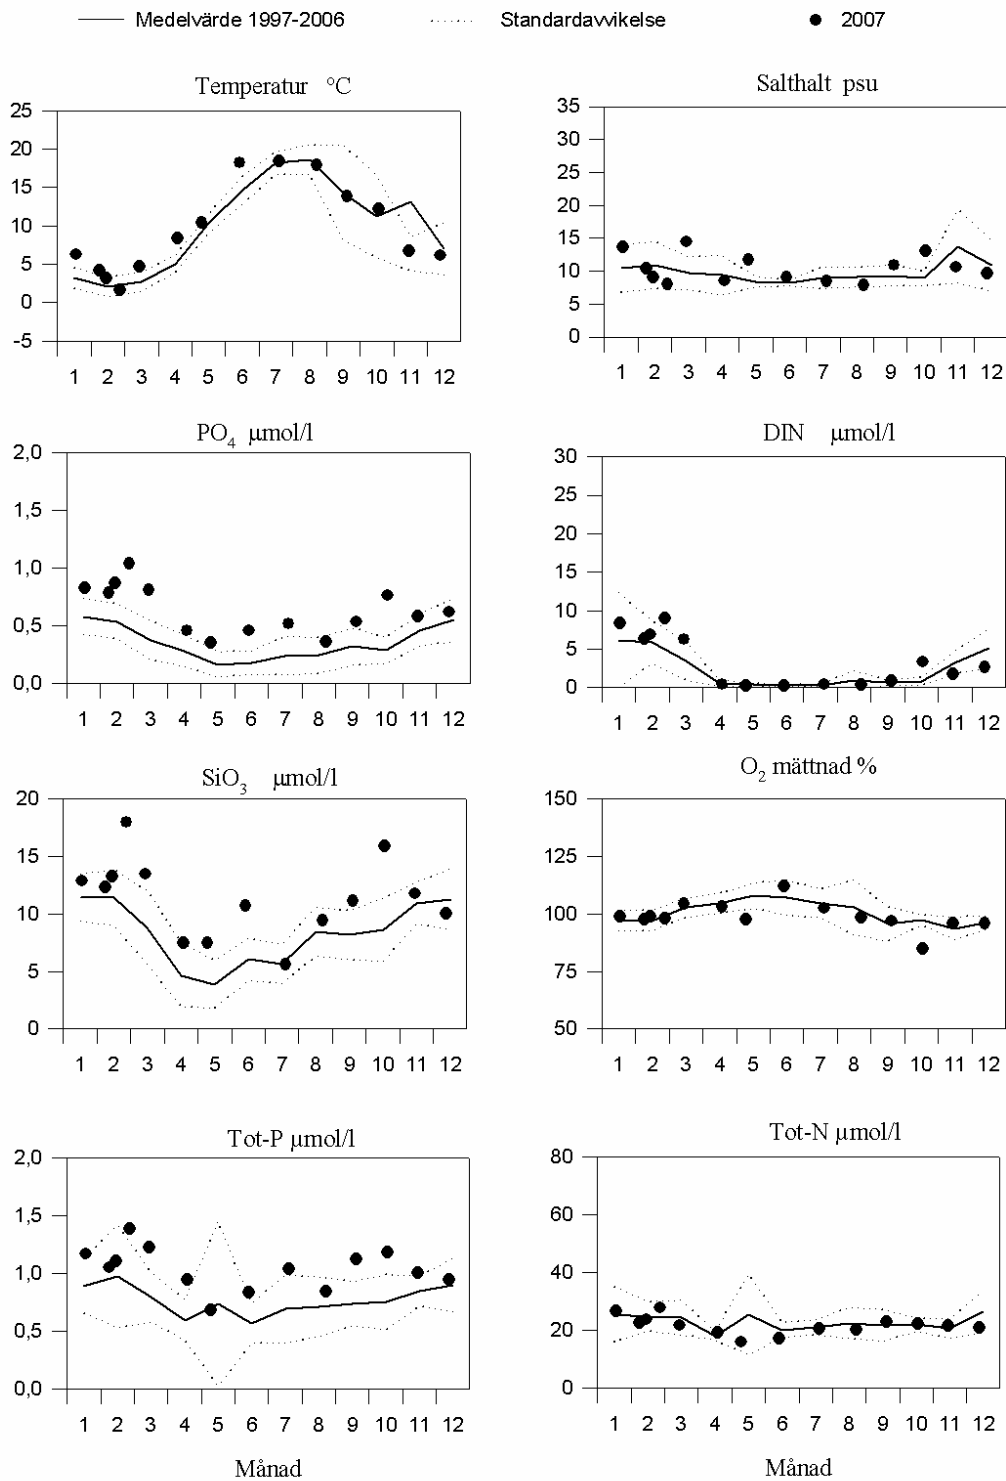 Medelvärde 1997-2006 Standardavvikelse 2007
Temperatur °C
25
20
15
10
5
0
-5
1 2 3 4 5 6 7 8 9 10 11 12
Salthalt psu
35
30
25
20
15
10
5
0
1 2 3 4 5 6 7 8 9 10 11 12
PO4 µmol/l
2,0
1,5
1,0
0,5
0,0
1 2 3 4 5 6 7 8 9 10 11 12
DIN µmol/l
30
25
20
15
10
5
0
1 2 3 4 5 6 7 8 9 10 11 12
SiO3 µmol/l
20
15
10
5
0
1 2 3 4 5 6 7 8 9 10 11 12
O2 mättnad %
150
125
100
75
50
1 2 3 4 5 6 7 8 9 10 11 12
Tot-P µmol/l
2,0
1,5
1,0
0,5
0,0
1 2 3 4 5 6 7 8 9 10 11 12
Månad
Tot-N µmol/l
80
60
40
20
0
1 2 3 4 5 6 7 8 9 10 11 12
Månad